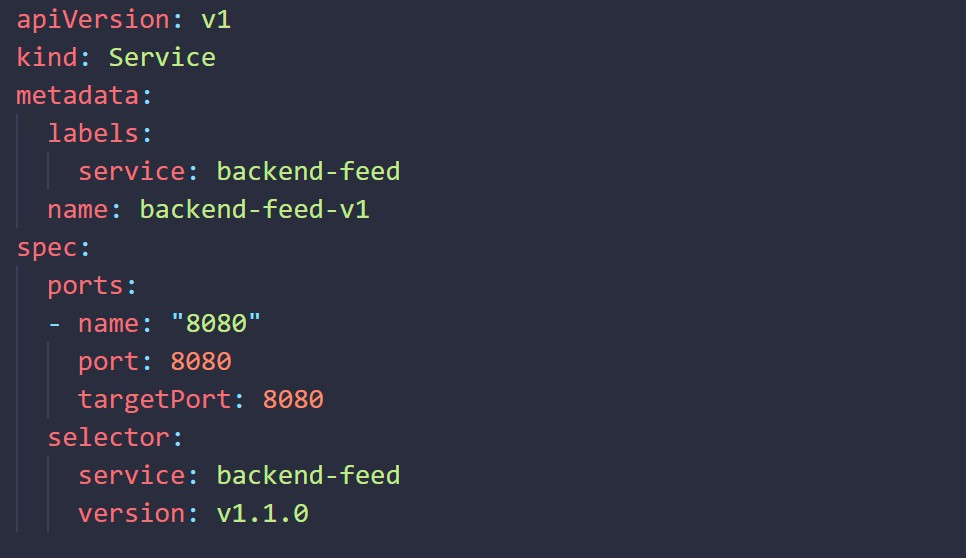 apiVersion: v1
kind: Service
metadata:
  labels:
    service: backend-feed
  name: backend-feed-v1
spec:
  ports:
  - name: "8080"
    port: 8080
    targetPort: 8080
  selector:
    service: backend-feed
    version: v1.1.0